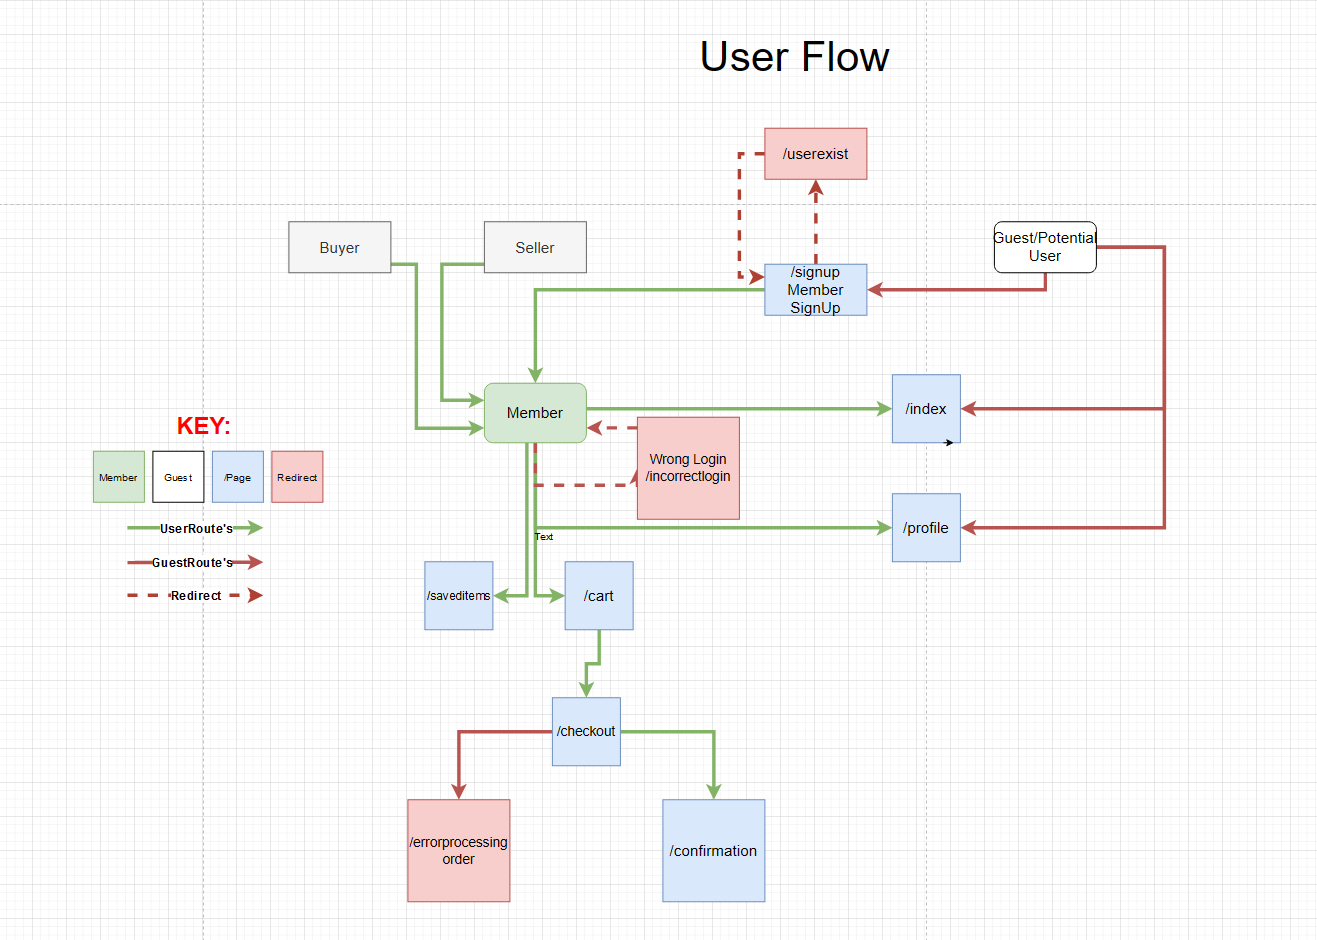 User Flow
/userexist
Buyer
Seller
Guest/Potential
User
/signup
Member
SignUp
Member
/index
KEY:
Wrong Login
/incorrectlogin
Member
Guest
/Page
Redirect
UserRoute's
/profile
Text
GuestRoute's
Redirect
/saveditems
/cart
/checkout
/errorprocessing
order
/confirmation